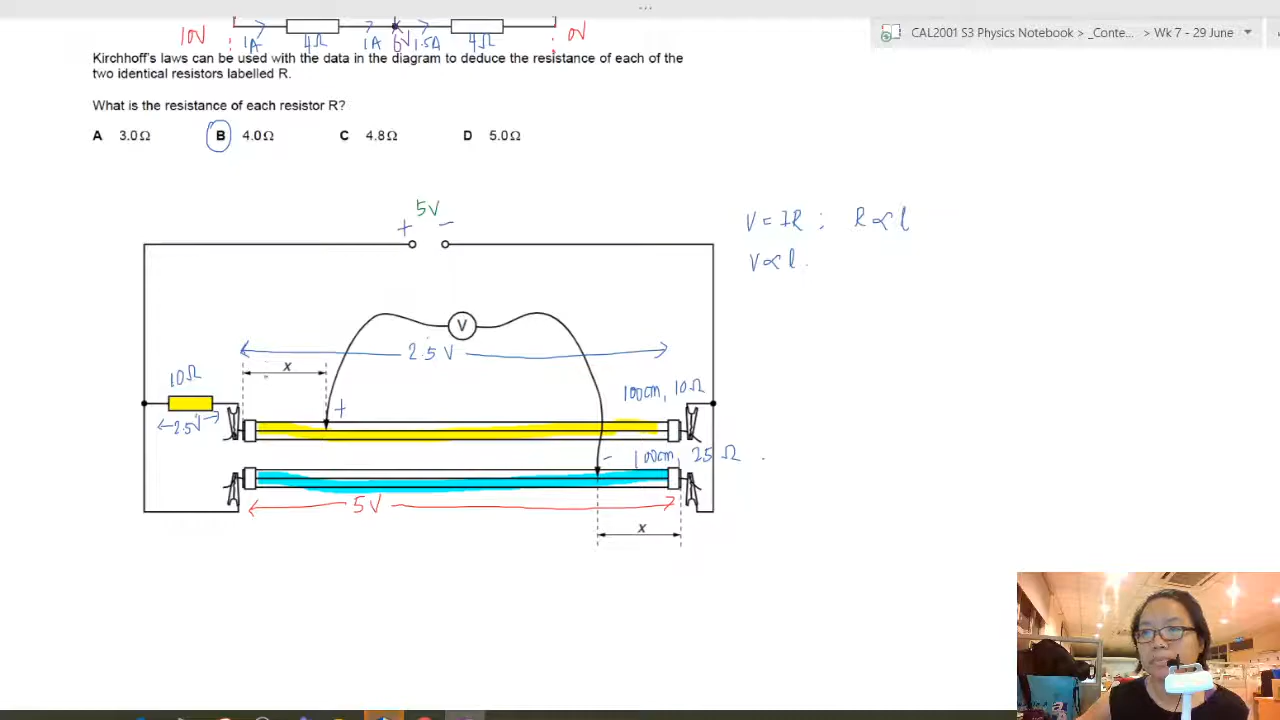 ...
CAL2001 S3 Physics Notebook > _Conte... > Wk 7 - 29 June
10V 1A 4Ω 1A 6V 1.5A 4Ω 0V
Kirchhoff's laws can be used with the data in the diagram to deduce the resistance of each of the
two identical resistors labelled R.
What is the resistance of each resistor R?
A 3.0Ω B 4.0Ω C 4.8Ω D 5.0Ω
5V
+ −
V = IR ; R ∝ l
V ∝ l .
V
2.5 V
x
10Ω
100cm, 10Ω
+
2.5V
− 100cm, 25 Ω .
5V
x